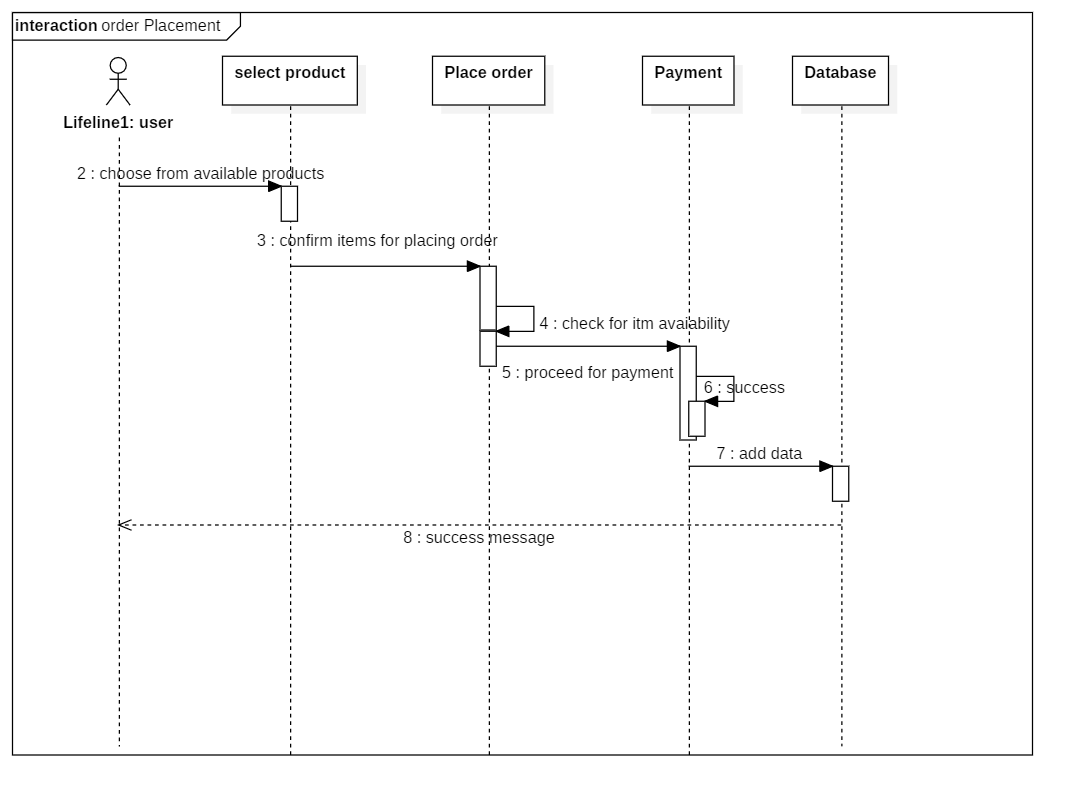 interaction order Placement
select product
Place order
Payment
Database
Lifeline1: user
2 : choose from available products
3 : confirm items for placing order
4 : check for itm avaiability
5 : proceed for payment
6 : success
7 : add data
8 : success message